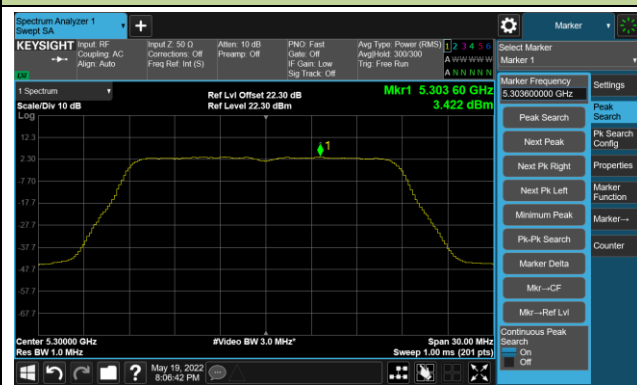 Spectrum Analyzer 1
Swept SA
Marker
KEYSIGHT
Input: RF
Coupling: AC
Align: Auto
Input Z: 50 Ω
Corrections: Off
Freq Ref: Int (S)
Atten: 10 dB
Preamp: Off
PNO: Fast
Gate: Off
IF Gain: Low
Sig Track: Off
Avg Type: Power (RMS)
Avg|Hold: 300/300
Trig: Free Run
1 2 3 4 5 6
A W W W W W
A N N N N N
LXI
1 Spectrum
Scale/Div 10 dB
Log
Ref Lvl Offset 22.30 dB
Ref Level 22.30 dBm
Mkr1 5.303 60 GHz
3.422 dBm
12.3
2.30
-7.70
-17.7
-27.7
-37.7
-47.7
-57.7
-67.7
1
Center 5.30000 GHz
Res BW 1.0 MHz
#Video BW 3.0 MHz*
Span 30.00 MHz
Sweep 1.00 ms (201 pts)
May 19, 2022
8:06:42 PM
Select Marker
Marker 1
Marker Frequency
5.303600000 GHz
Peak Search
Next Peak
Next Pk Right
Next Pk Left
Minimum Peak
Pk-Pk Search
Marker Delta
Mkr→CF
Mkr→Ref Lvl
Continuous Peak
Search
On
Off
Settings
Peak
Search
Pk Search
Config
Properties
Marker
Function
Marker→
Counter